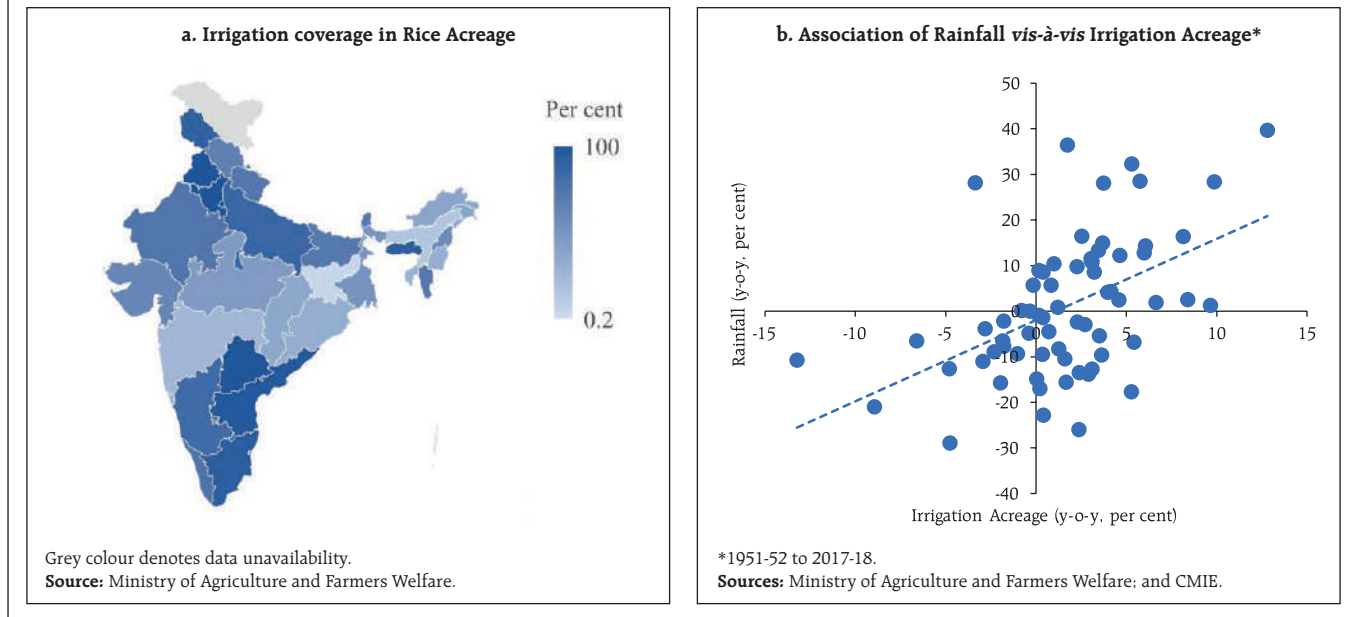 a. Irrigation coverage in Rice Acreage
Per cent
100
0.2
Grey colour denotes data unavailability.
Source: Ministry of Agriculture and Farmers Welfare.
b. Association of Rainfall vis-à-vis Irrigation Acreage*
Rainfall (y-o-y, per cent)
50
40
30
20
10
0
-10
-20
-30
-40
-15 -10 -5 0 5 10 15
Irrigation Acreage (y-o-y, per cent)
*1951-52 to 2017-18.
Sources: Ministry of Agriculture and Farmers Welfare; and CMIE.